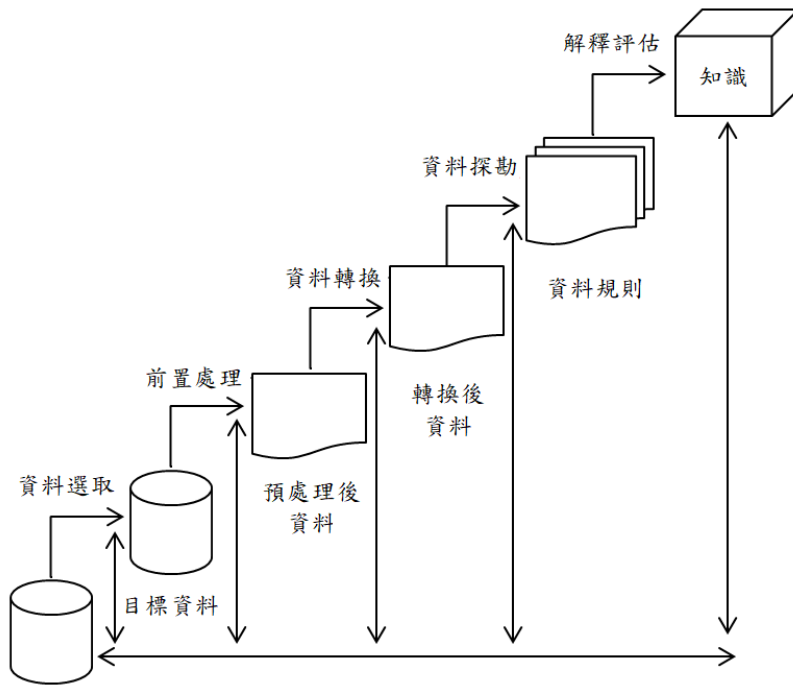 解釋評估
知識
資料探勘
資料規則
資料轉換
轉換後
資料
前置處理
預處理後
資料
資料選取
目標資料